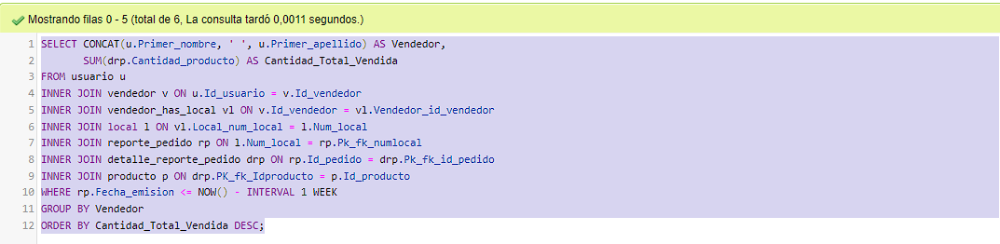 Mostrando filas 0 - 5 (total de 6, La consulta tardó 0,0011 segundos.)
1 SELECT CONCAT(u.Primer_nombre, ' ', u.Primer_apellido) AS Vendedor,
2 SUM(drp.Cantidad_producto) AS Cantidad_Total_Vendida
3 FROM usuario u
4 INNER JOIN vendedor v ON u.Id_usuario = v.Id_vendedor
5 INNER JOIN vendedor_has_local vl ON v.Id_vendedor = vl.Vendedor_id_vendedor
6 INNER JOIN local l ON vl.Local_num_local = l.Num_local
7 INNER JOIN reporte_pedido rp ON l.Num_local = rp.Pk_fk_numlocal
8 INNER JOIN detalle_reporte_pedido drp ON rp.Id_pedido = drp.Pk_fk_id_pedido
9 INNER JOIN producto p ON drp.PK_fk_Idproducto = p.Id_producto
10 WHERE rp.Fecha_emision <= NOW() - INTERVAL 1 WEEK
11 GROUP BY Vendedor
12 ORDER BY Cantidad_Total_Vendida DESC;